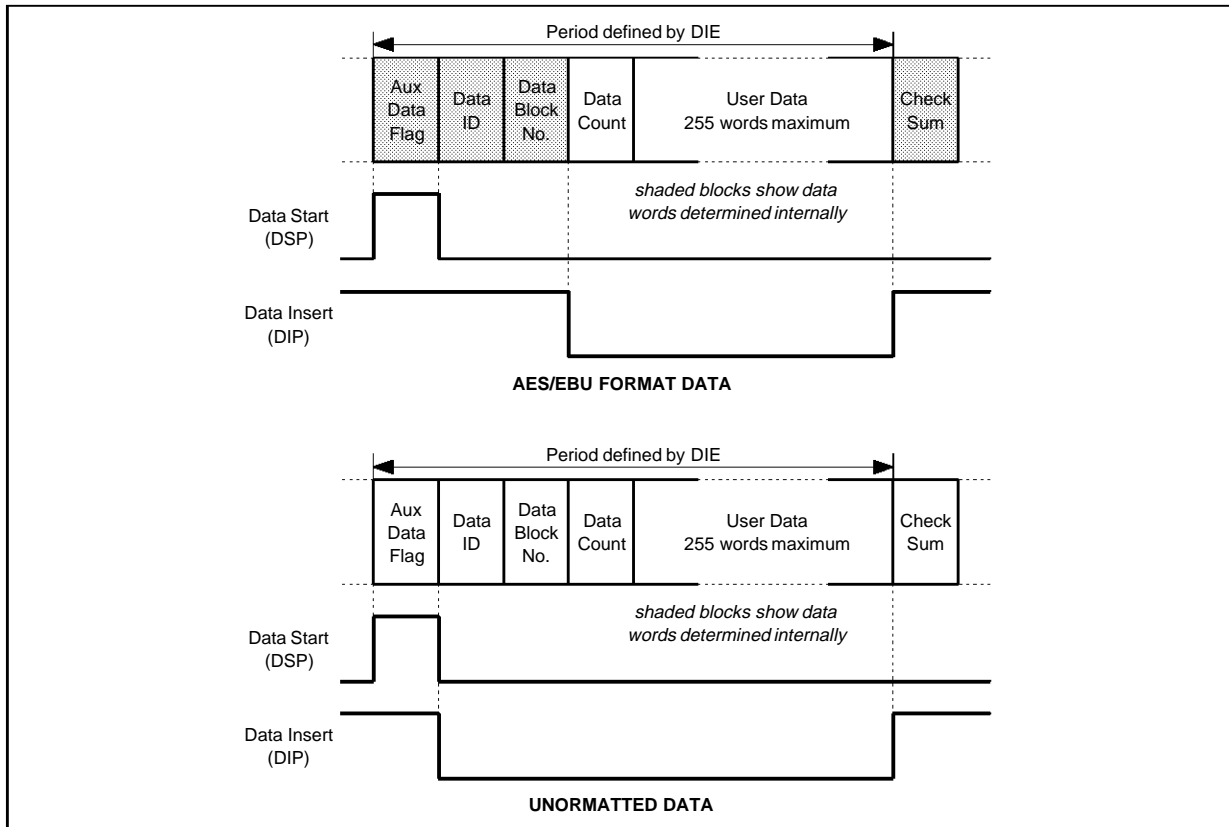 Period defined by DIE
Aux
Data
Flag
Data
ID
Data
Block
No.
Data
Count
User Data
255 words maximum
Check
Sum
shaded blocks show data
words determined internally
Data Start
(DSP)
Data Insert
(DIP)
AES/EBU FORMAT DATA
Period defined by DIE
Aux
Data
Flag
Data
ID
Data
Block
No.
Data
Count
User Data
255 words maximum
Check
Sum
shaded blocks show data
words determined internally
Data Start
(DSP)
Data Insert
(DIP)
UNORMATTED DATA